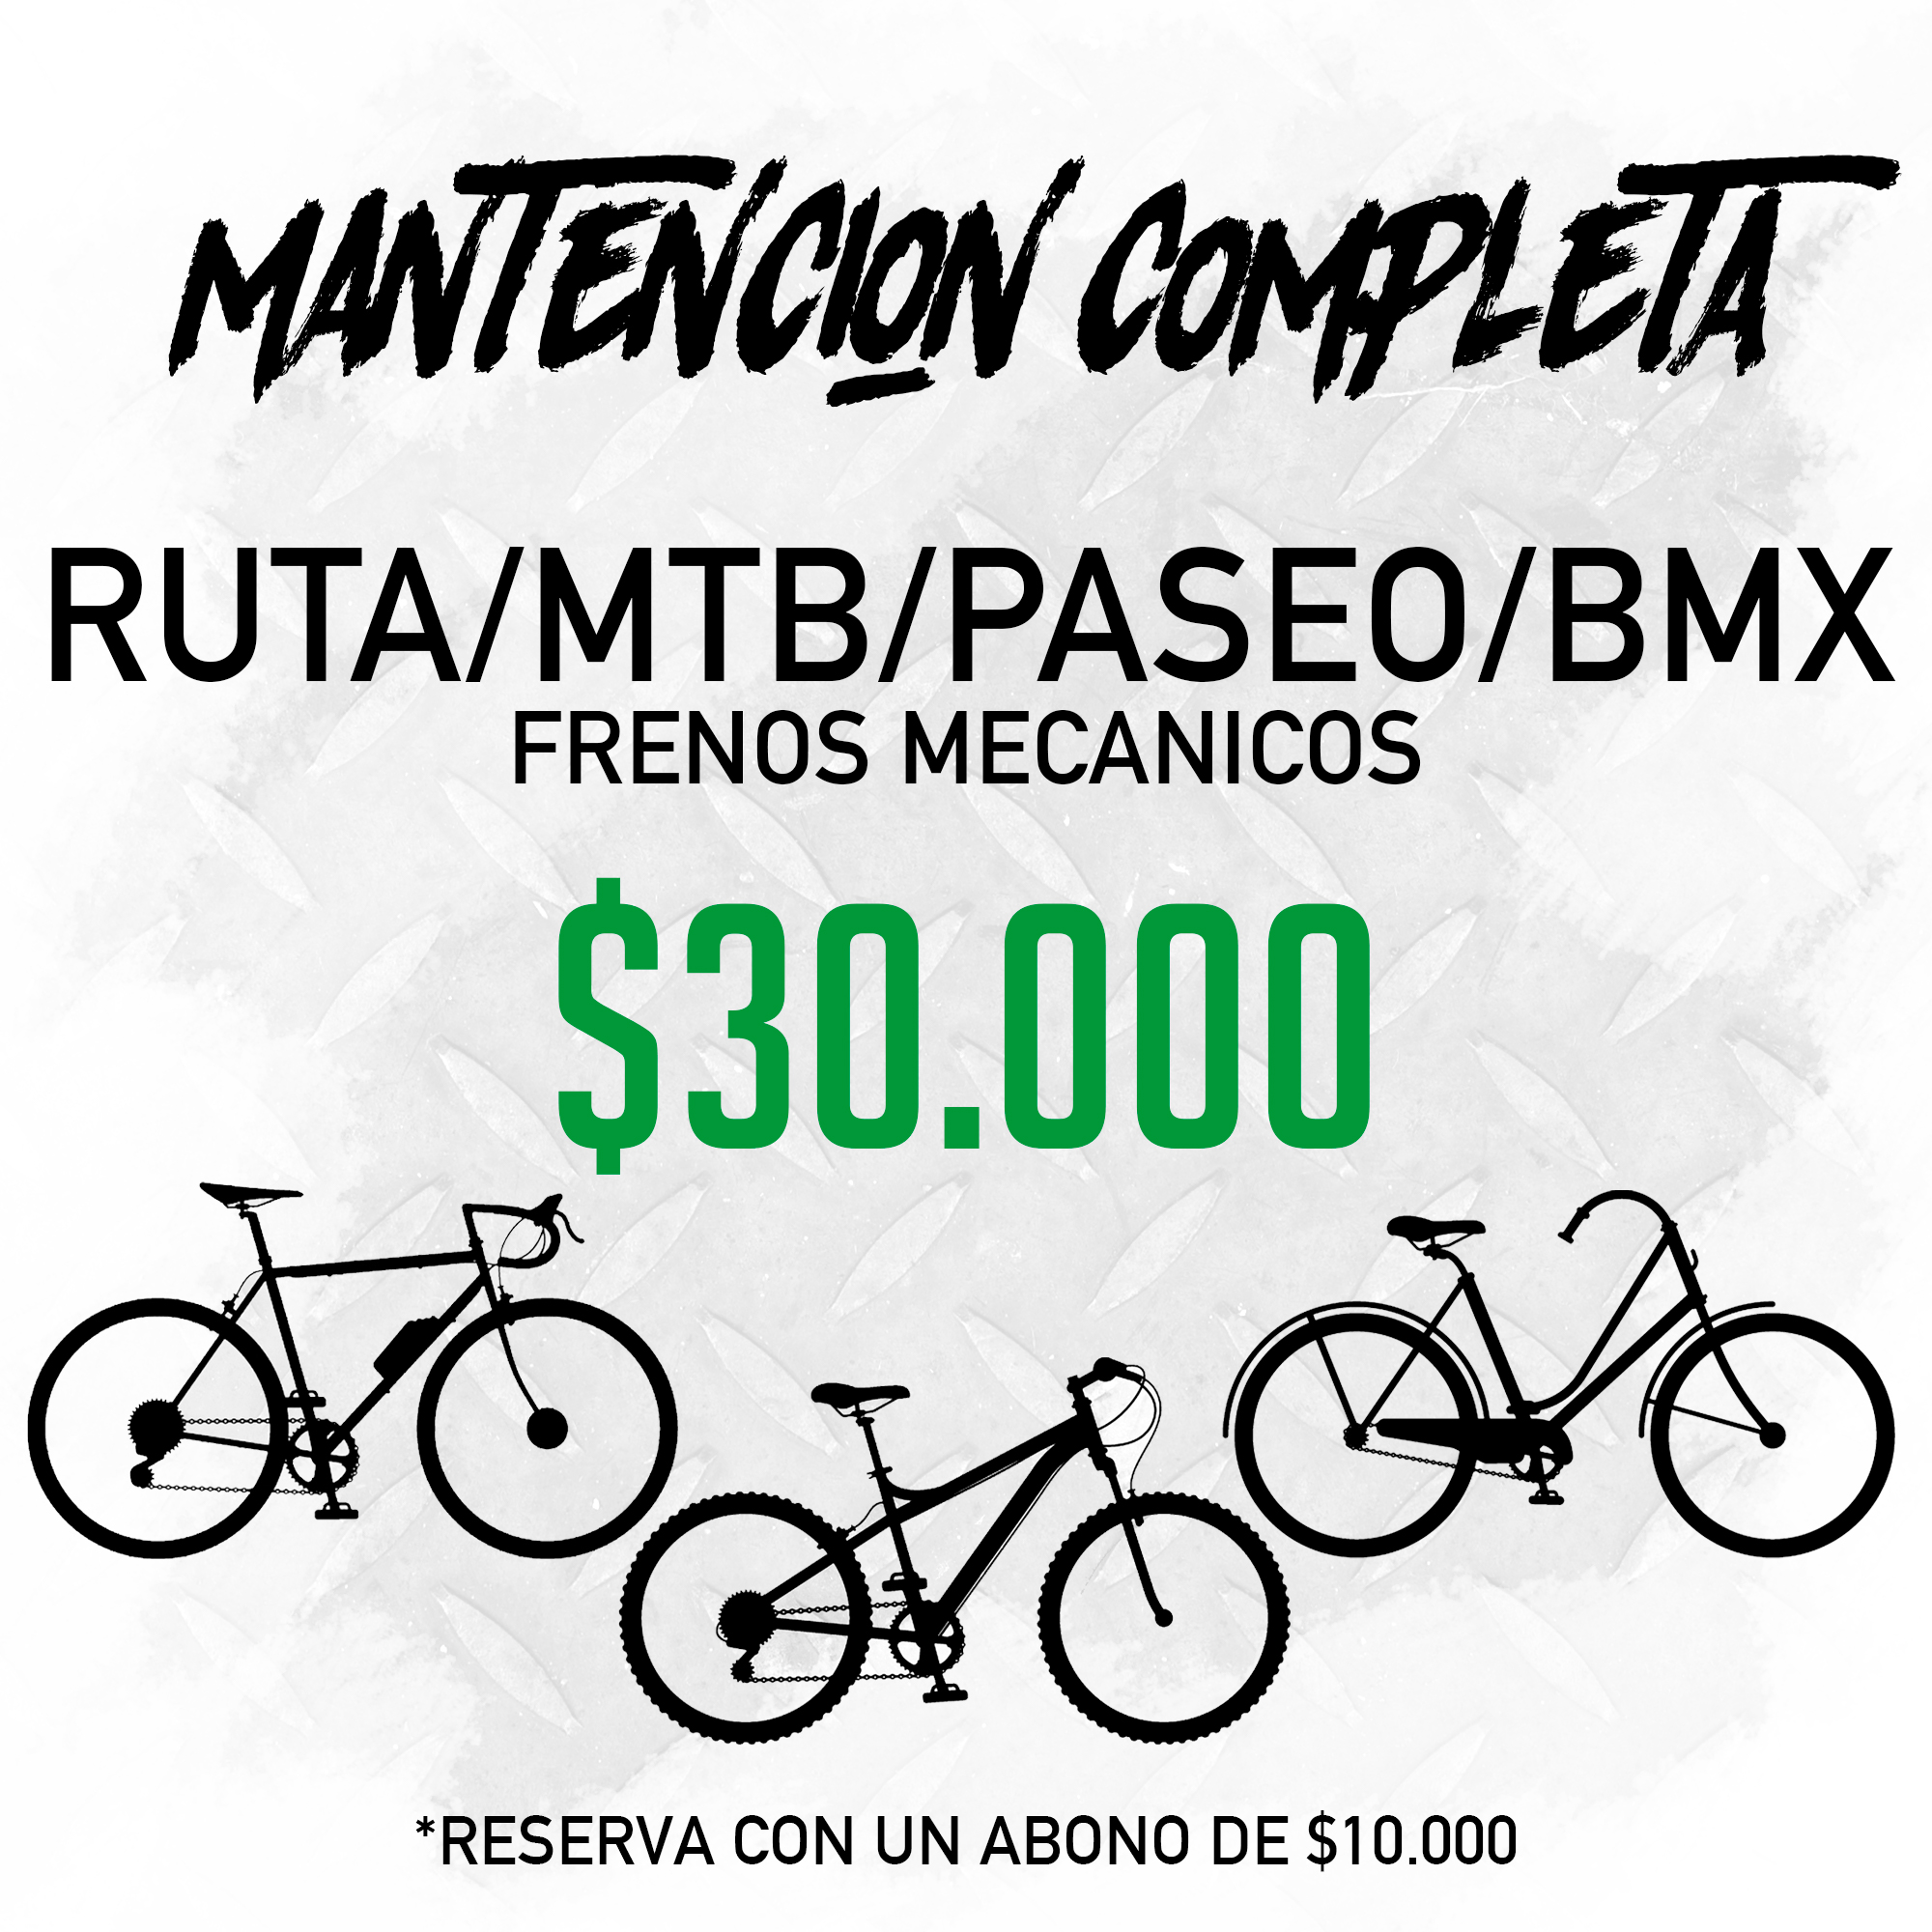 MANTENCION COMPLETA
RUTA/MTB/PASEO/BMX
FRENOS MECANICOS
$30.000
*RESERVA CON UN ABONO DE $10.000